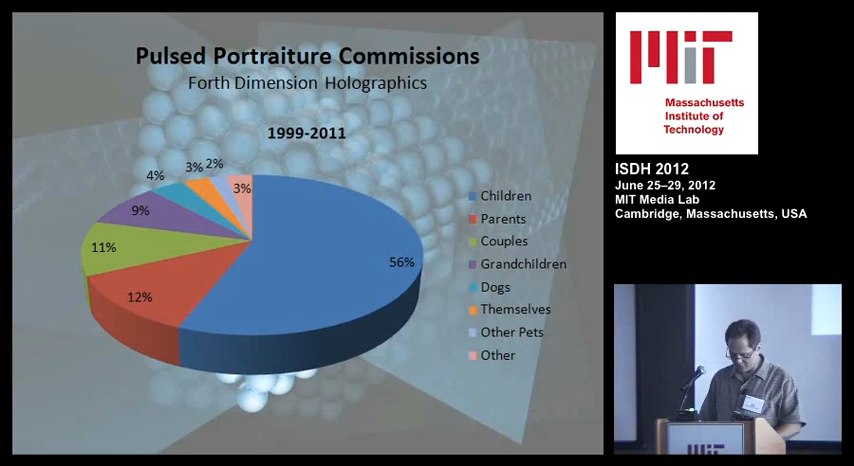 Pulsed Portraiture Commissions
Forth Dimension Holographics
1999-2011
4%
3%
2%
3%
9%
11%
12%
56%
Children
Parents
Couples
Grandchildren
Dogs
Themselves
Other Pets
Other
MIT
Massachusetts
Institute of
Technology
ISDH 2012
June 25–29, 2012
MIT Media Lab
Cambridge, Massachusetts, USA
MIT